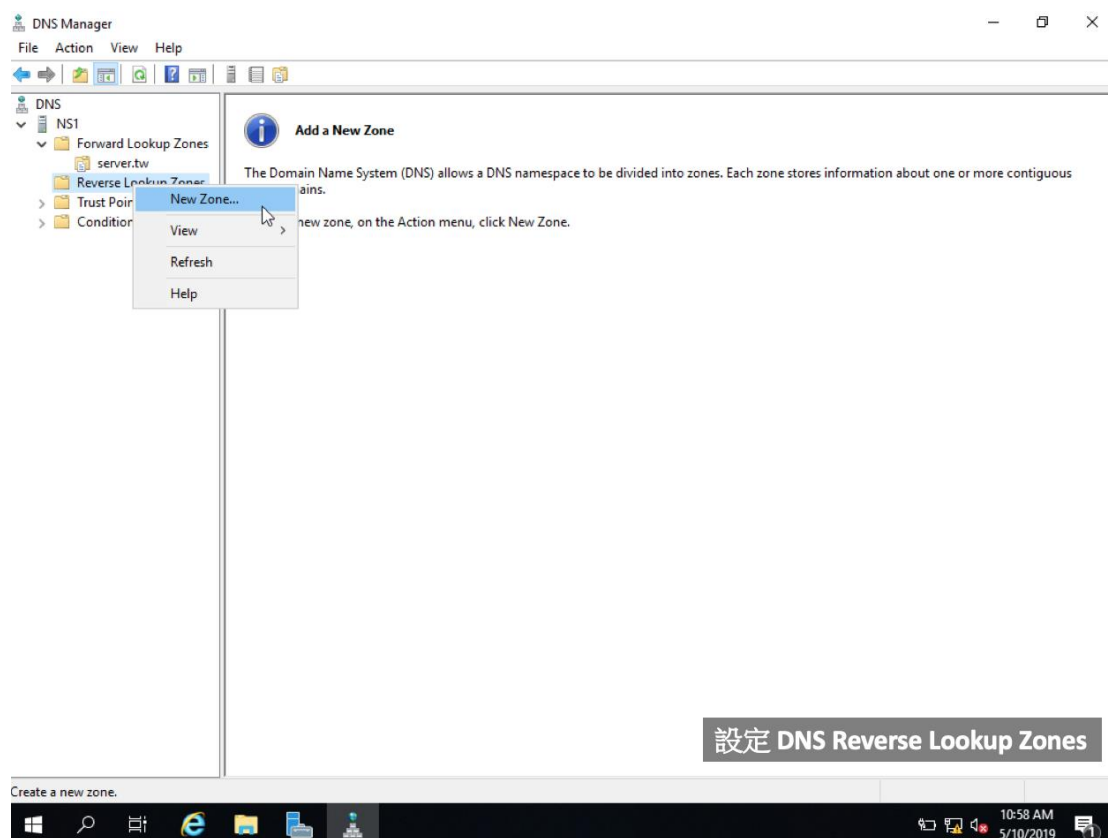 DNS Manager
File Action View Help
DNS
NS1
Forward Lookup Zones
server.tw
Reverse Lookup Zones
Trust Poin
Condition
New Zone...
View
Refresh
Help
Add a New Zone
The Domain Name System (DNS) allows a DNS namespace to be divided into zones. Each zone stores information about one or more contiguous
ains.
new zone, on the Action menu, click New Zone.
設定 DNS Reverse Lookup Zones
Create a new zone.
10:58 AM
5/10/2019